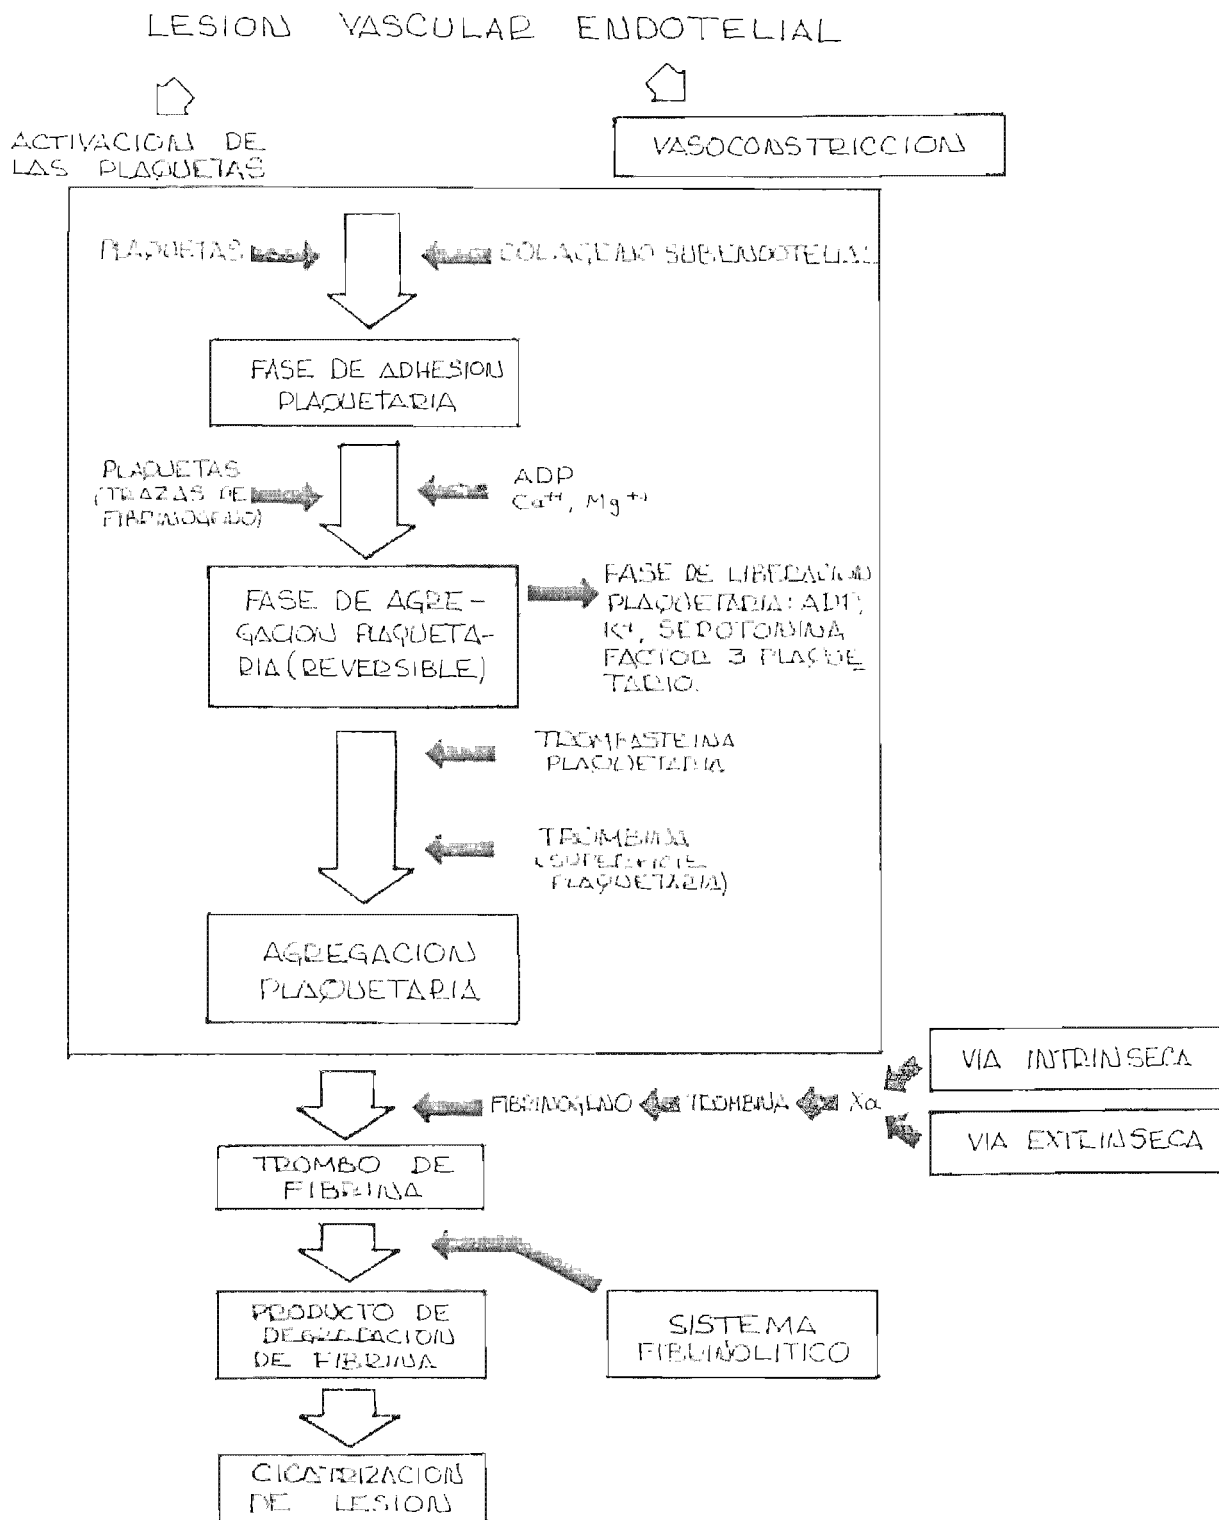 LESION VASCULAR ENDOTELIAL
ACTIVACION DE
LAS PLAQUETAS
VASOCONSTRICCION
PLAQUETAS
COLAGENO SUBENDOTELIAL
FASE DE ADHESION
PLAQUETARIA
PLAQUETAS
(TRAZAS DE
FIBRINOGENO)
ADP
Ca++, Mg++
FASE DE AGRE-
GACION PLAQUETA-
RIA (REVERSIBLE)
FASE DE LIBERACION
PLAQUETARIA: ADP,
K+, SEROTONINA
FACTOR 3 PLAQUE
TARIO.
TROMBASTEINA
PLAQUETARIA
TROMBINA
(SUPERFICIE
PLAQUETARIA)
AGREGACION
PLAQUETARIA
VIA INTRINSECA
FIBRINOGENO TROMBINA Xa
VIA EXTRINSECA
TROMBO DE
FIBRINA
PRODUCTO DE
DEGRADACION
DE FIBRINA
SISTEMA
FIBRINOLITICO
CICATRIZACION
DE LESION